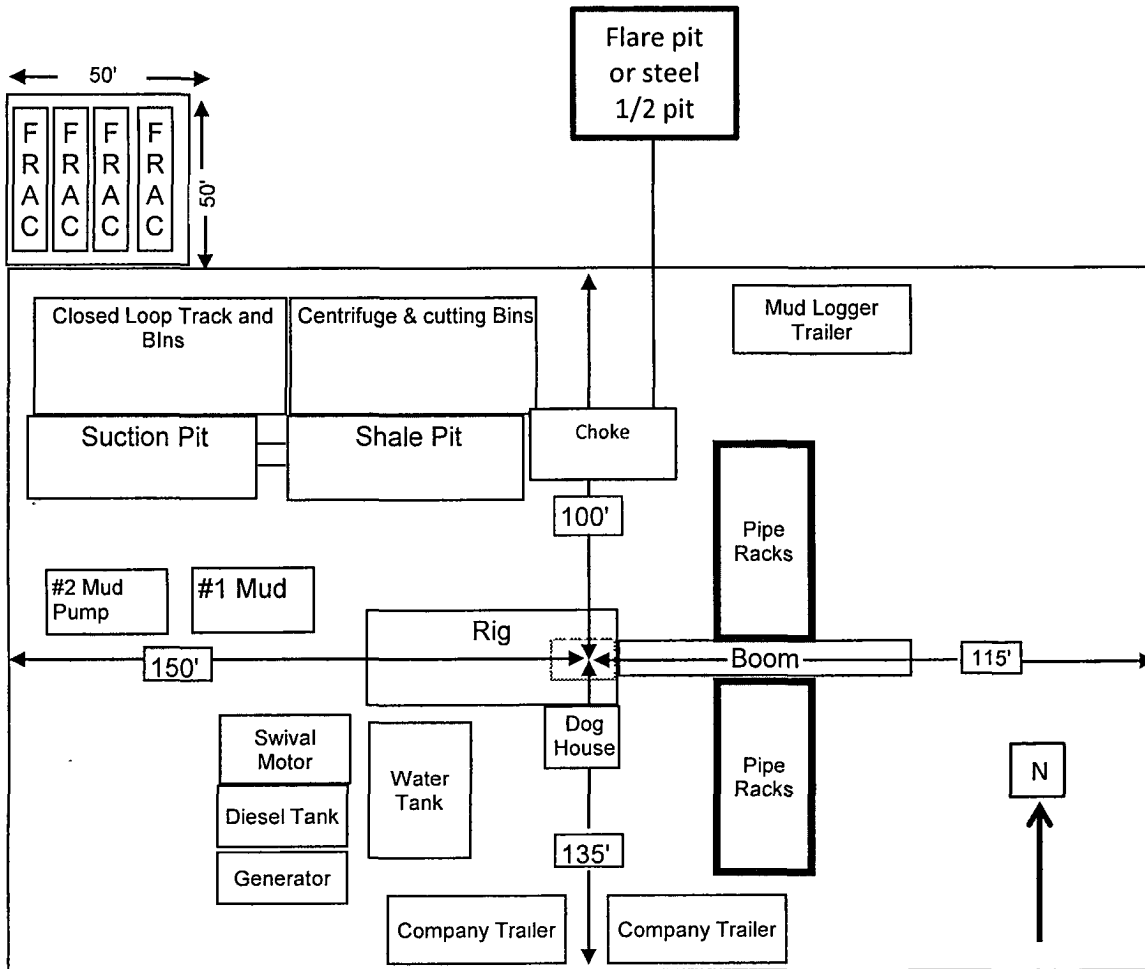 50'
Flare pit
or steel
1/2 pit
F
R
A
C
F
R
A
C
F
R
A
C
F
R
A
C
50'
Closed Loop Track and
BIns
Centrifuge & cutting Bins
Mud Logger
Trailer
Suction Pit
Shale Pit
Choke
100'
Pipe
Racks
#2 Mud
Pump
#1 Mud
Rig
150'
Boom
115'
Swival
Motor
Dog
House
Water
Tank
Pipe
Racks
N
Diesel Tank
135'
Generator
Company Trailer
Company Trailer